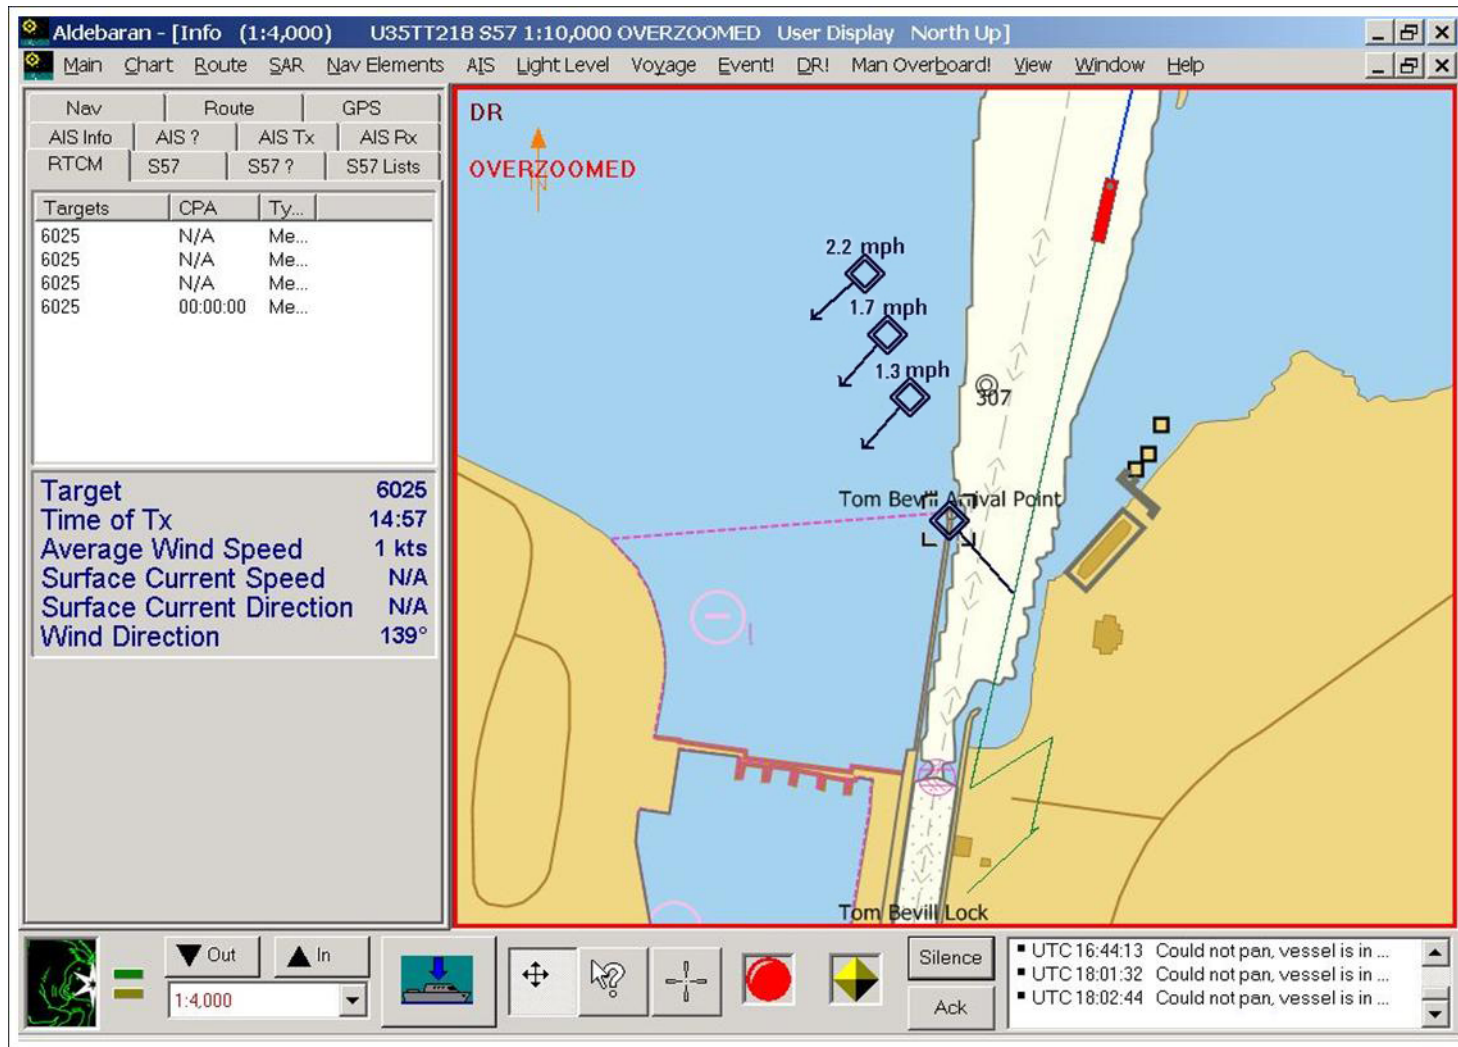 Aldebaran - [Info (1:4,000) U35TT218 S57 1:10,000 OVERZOOMED User Display North Up]
Main Chart Route SAR Nav Elements AIS Light Level Voyage Event! DR! Man Overboard! View Window Help
Nav Route GPS
AIS Info AIS ? AIS Tx AIS Rx
RTCM S57 S57 ? S57 Lists
Targets CPA Ty...
6025 N/A Me...
6025 N/A Me...
6025 N/A Me...
6025 00:00:00 Me...
Target 6025
Time of Tx 14:57
Average Wind Speed 1 kts
Surface Current Speed N/A
Surface Current Direction N/A
Wind Direction 139°
DR
N
OVERZOOMED
2.2 mph
1.7 mph
1.3 mph
307
Tom Bevill Arrival Point
Tom Bevill Lock
Out In
1:4,000
Silence
Ack
UTC 16:44:13 Could not pan, vessel is in ...
UTC 18:01:32 Could not pan, vessel is in ...
UTC 18:02:44 Could not pan, vessel is in ...